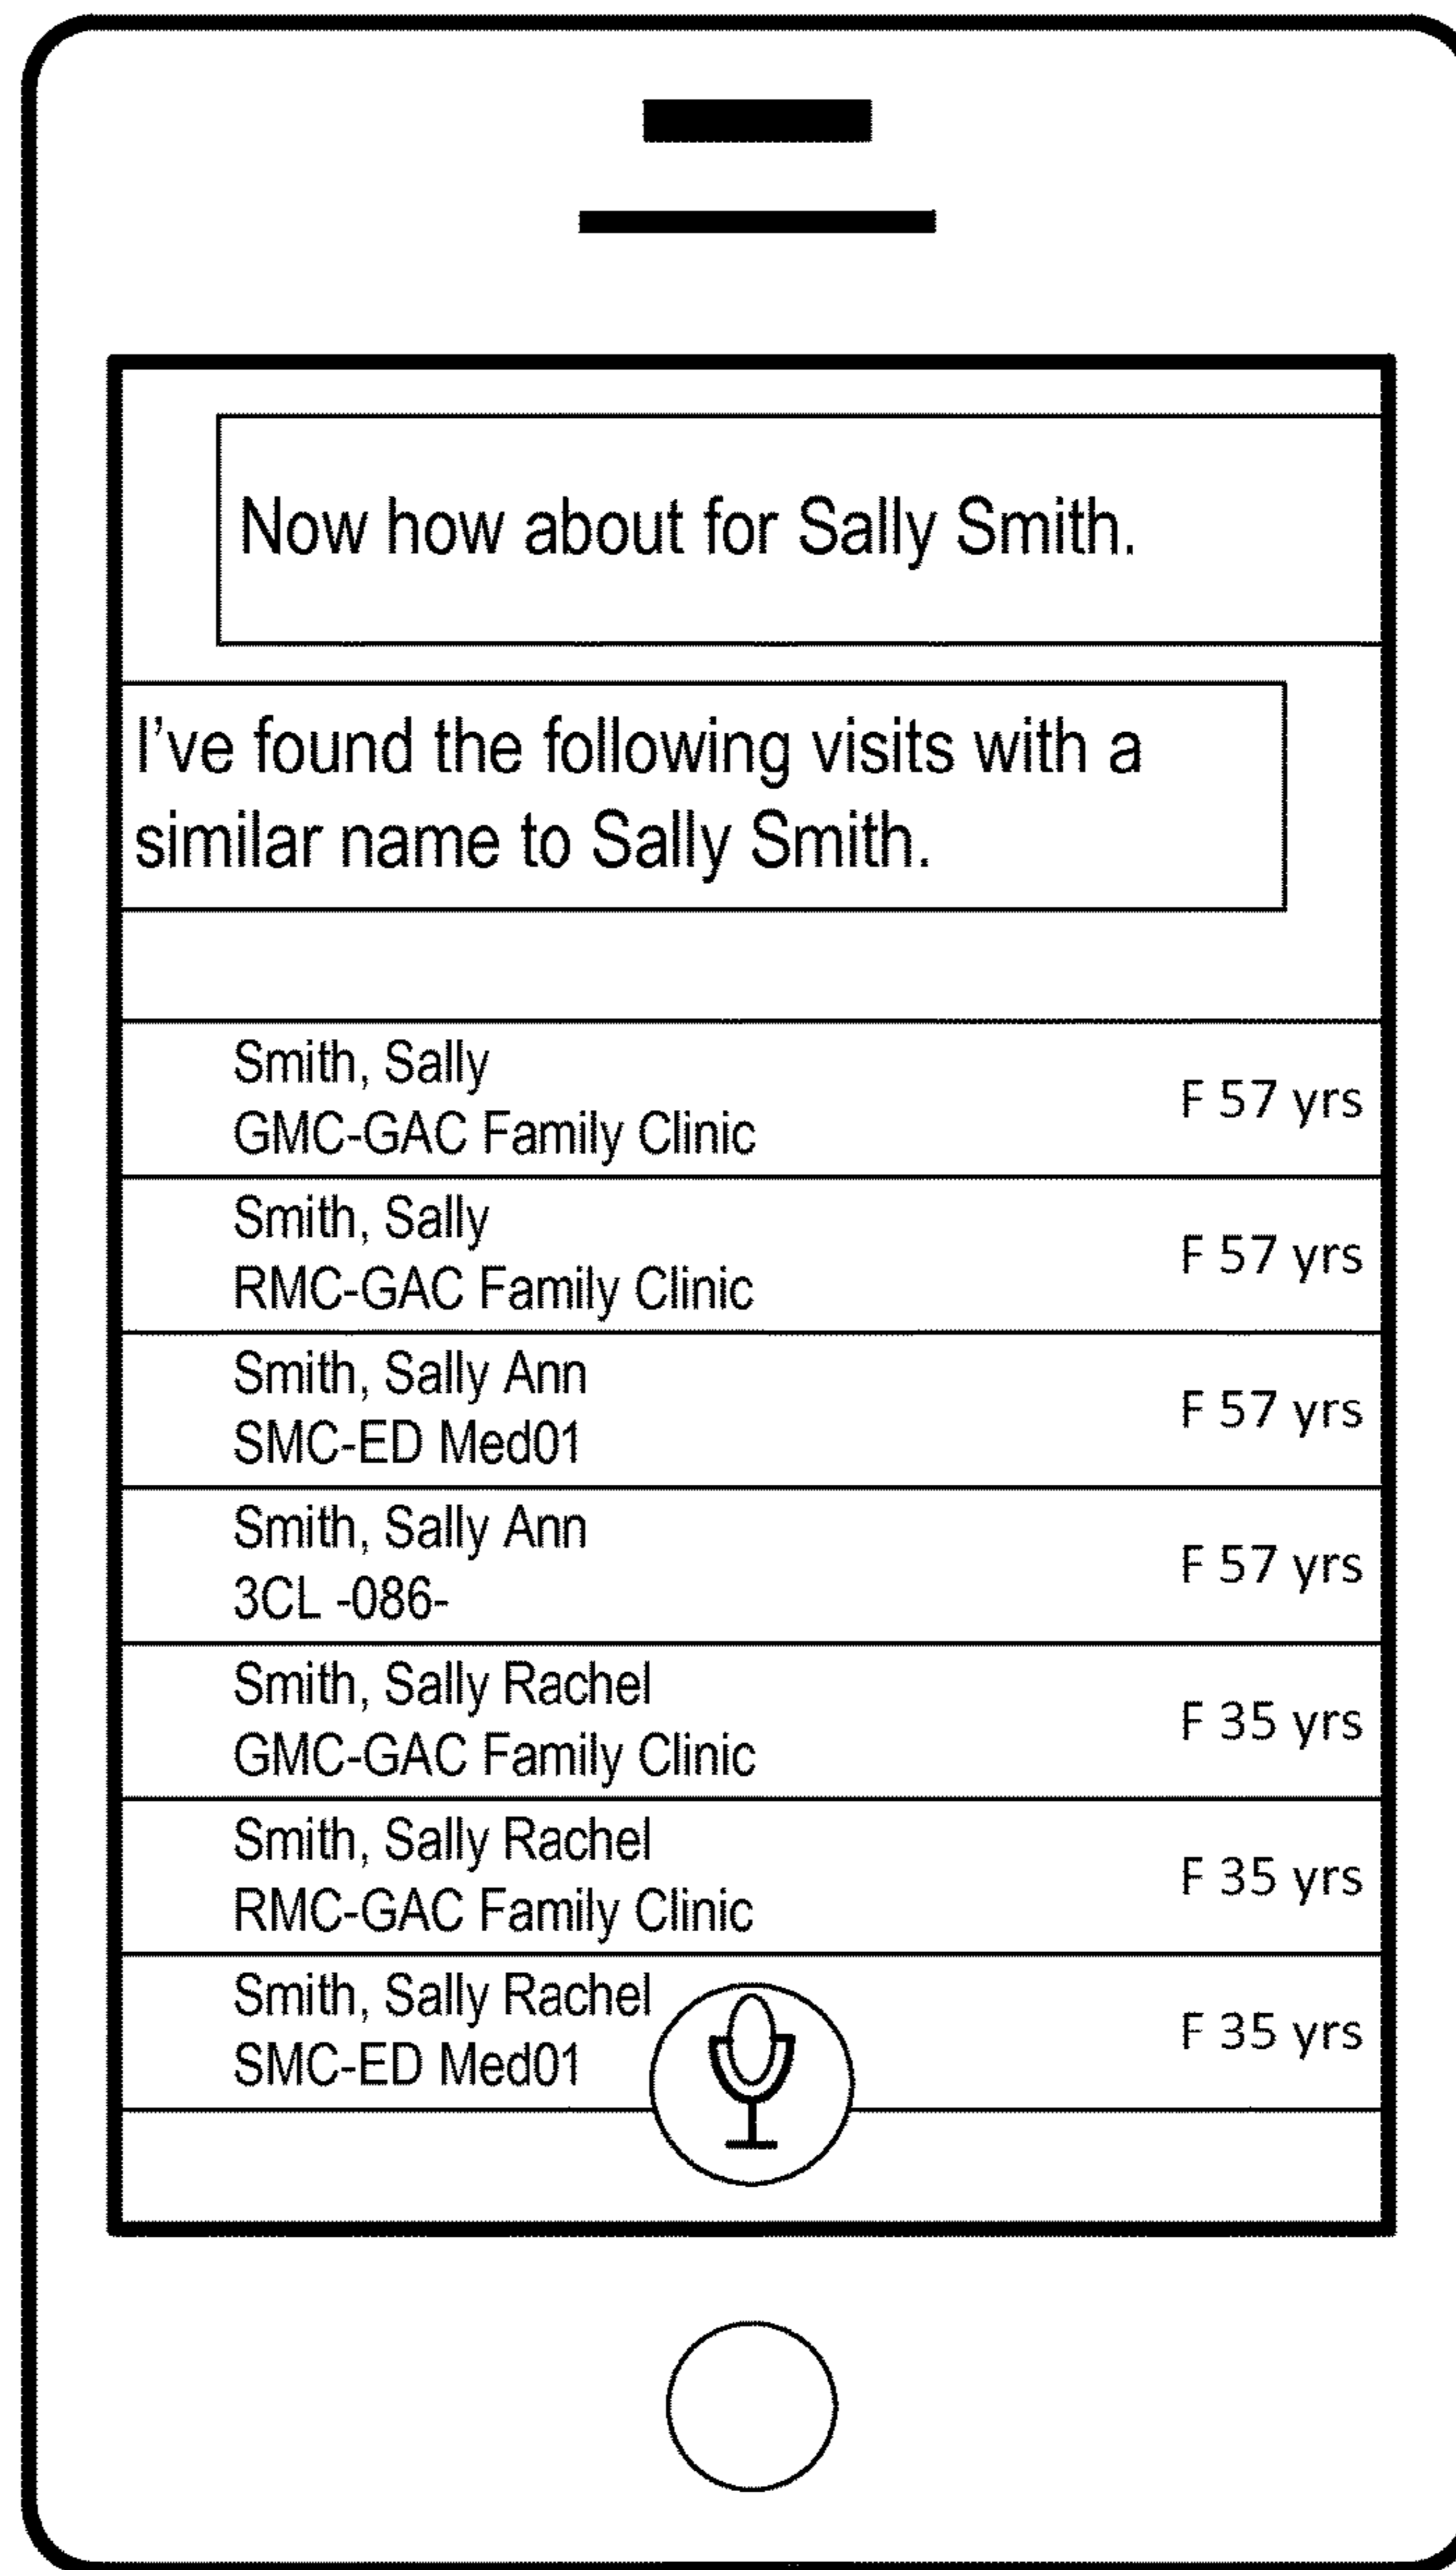 Now how about for Sally Smith.
I've found the following visits with a
similar name to Sally Smith.
Smith, Sally
GMC-GAC Family Clinic
F 57 yrs
Smith, Sally
RMC-GAC Family Clinic
F 57 yrs
Smith, Sally Ann
SMC-ED Med01
F 57 yrs
Smith, Sally Ann
3CL -086-
F 57 yrs
Smith, Sally Rachel
GMC-GAC Family Clinic
F 35 yrs
Smith, Sally Rachel
RMC-GAC Family Clinic
F 35 yrs
Smith, Sally Rachel
SMC-ED Med01
F 35 yrs